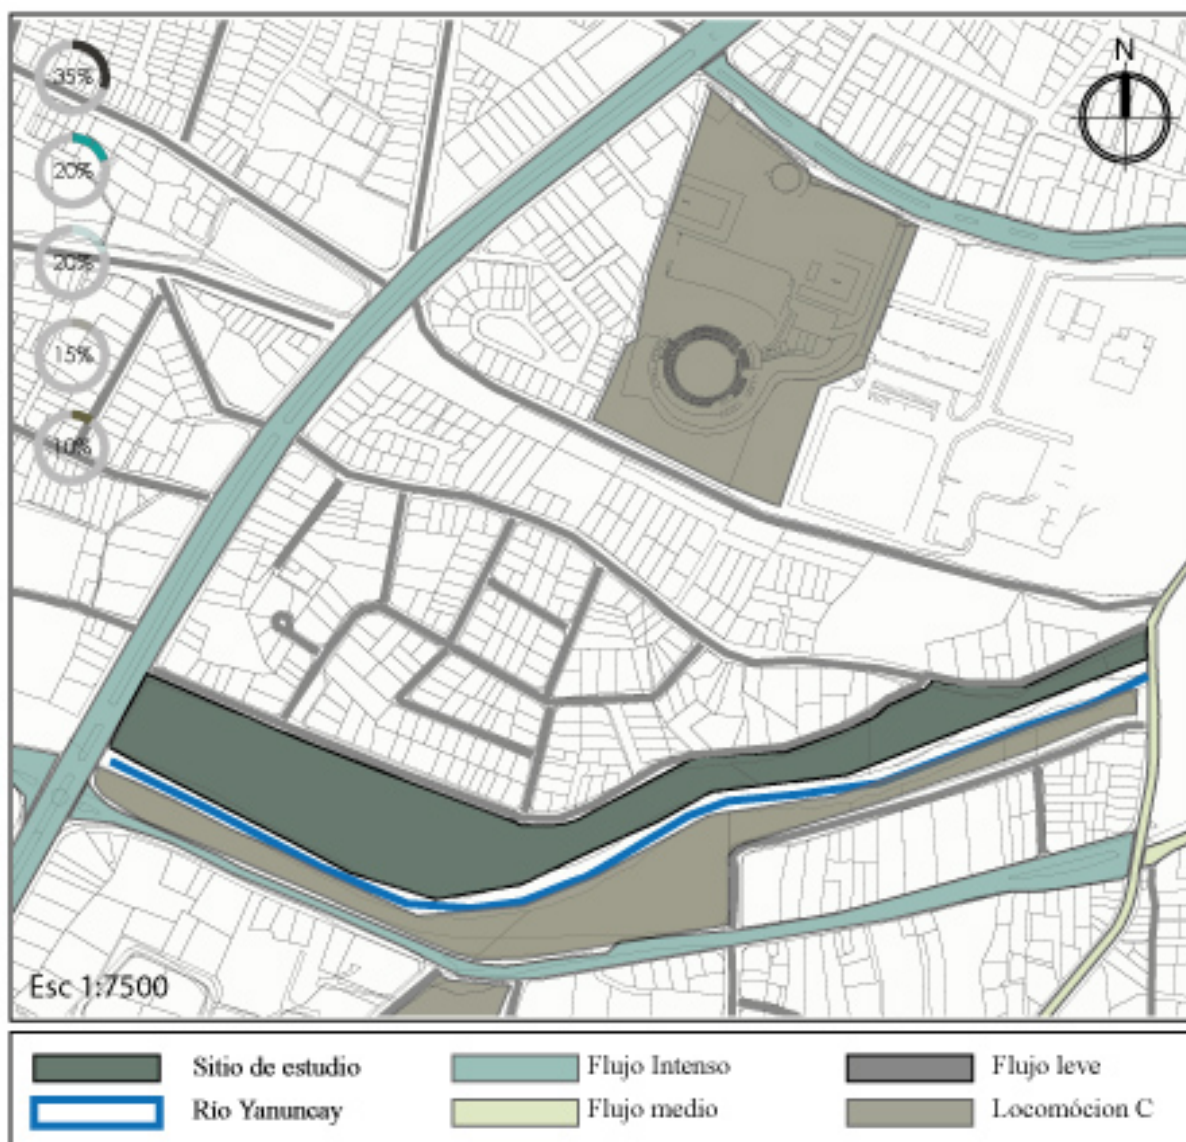 N
35%
20%
20%
15%
10%
Esc 1:7500
Sitio de estudio
Flujo Intenso
Flujo leve
Río Yanuncay
Flujo medio
Locomócion C